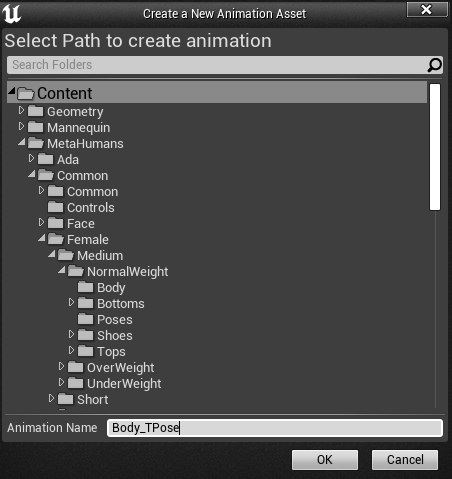 Create a New Animation Asset
Select Path to create animation
Search Folders
Content
Geometry
Mannequin
MetaHumans
Ada
Common
Common
Controls
Face
Female
Medium
NormalWeight
Body
Bottoms
Poses
Shoes
Tops
OverWeight
UnderWeight
Short
Animation Name Body_TPose
OK Cancel